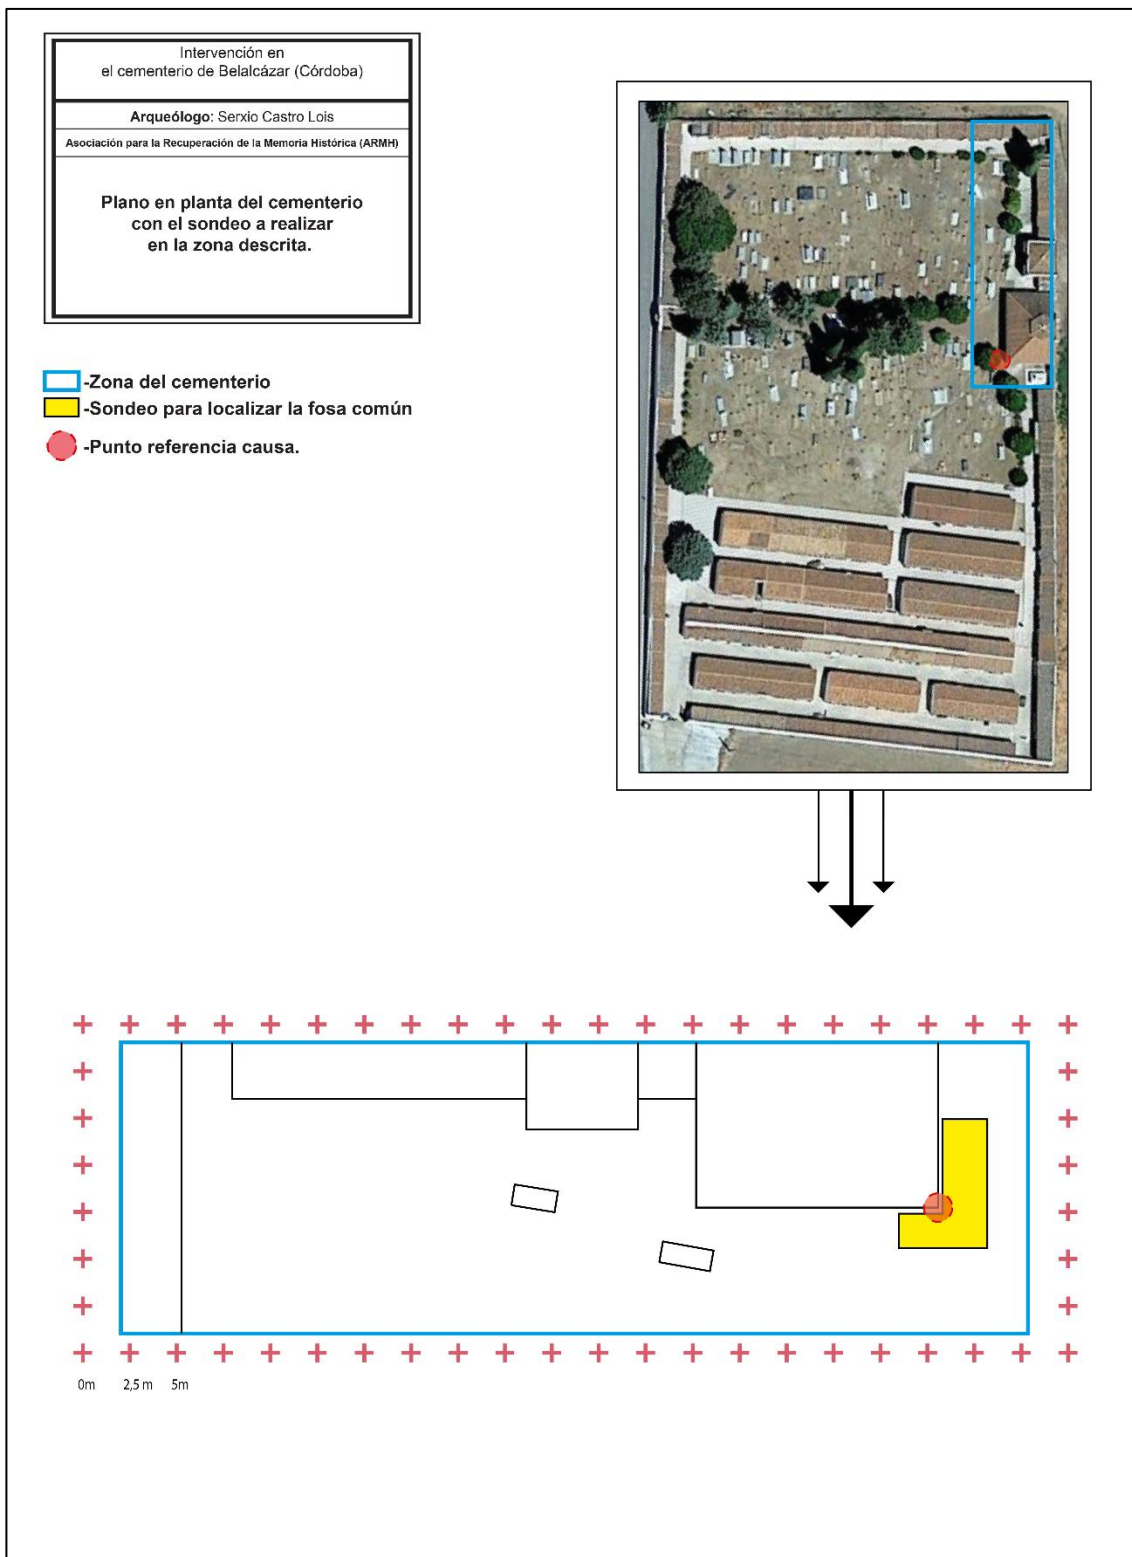 Intervención en
el cementerio de Belalcázar (Córdoba)
Arqueólogo: Serxio Castro Lois
Asociación para la Recuperación de la Memoria Histórica (ARMH)
Plano en planta del cementerio
con el sondeo a realizar
en la zona descrita.
-Zona del cementerio
-Sondeo para localizar la fosa común
-Punto referencia causa.
0m 2,5 m 5m